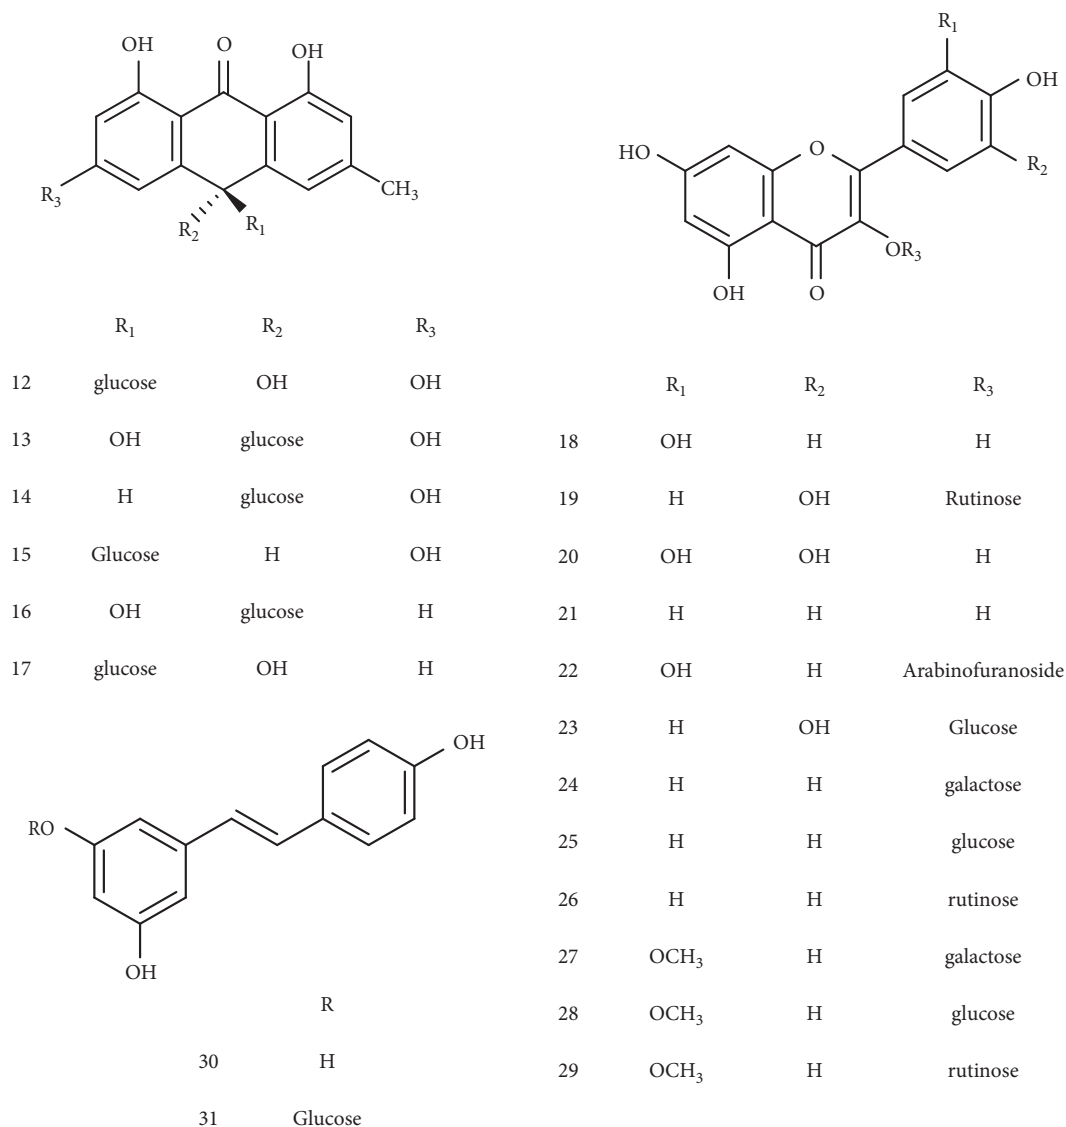 OH O OH
R₃ CH₃
R₂ R₁
R₁ R₂ R₃
12 glucose OH OH
13 OH glucose OH
14 H glucose OH
15 Glucose H OH
16 OH glucose H
17 glucose OH H
OH
RO
OH
R
30 H
31 Glucose
R₁
OH
HO O
R₂
OR₃
OH O
R₁ R₂ R₃
18 OH H H
19 H OH Rutinose
20 OH OH H
21 H H H
22 OH H Arabinofuranoside
23 H OH Glucose
24 H H galactose
25 H H glucose
26 H H rutinose
27 OCH₃ H galactose
28 OCH₃ H glucose
29 OCH₃ H rutinose